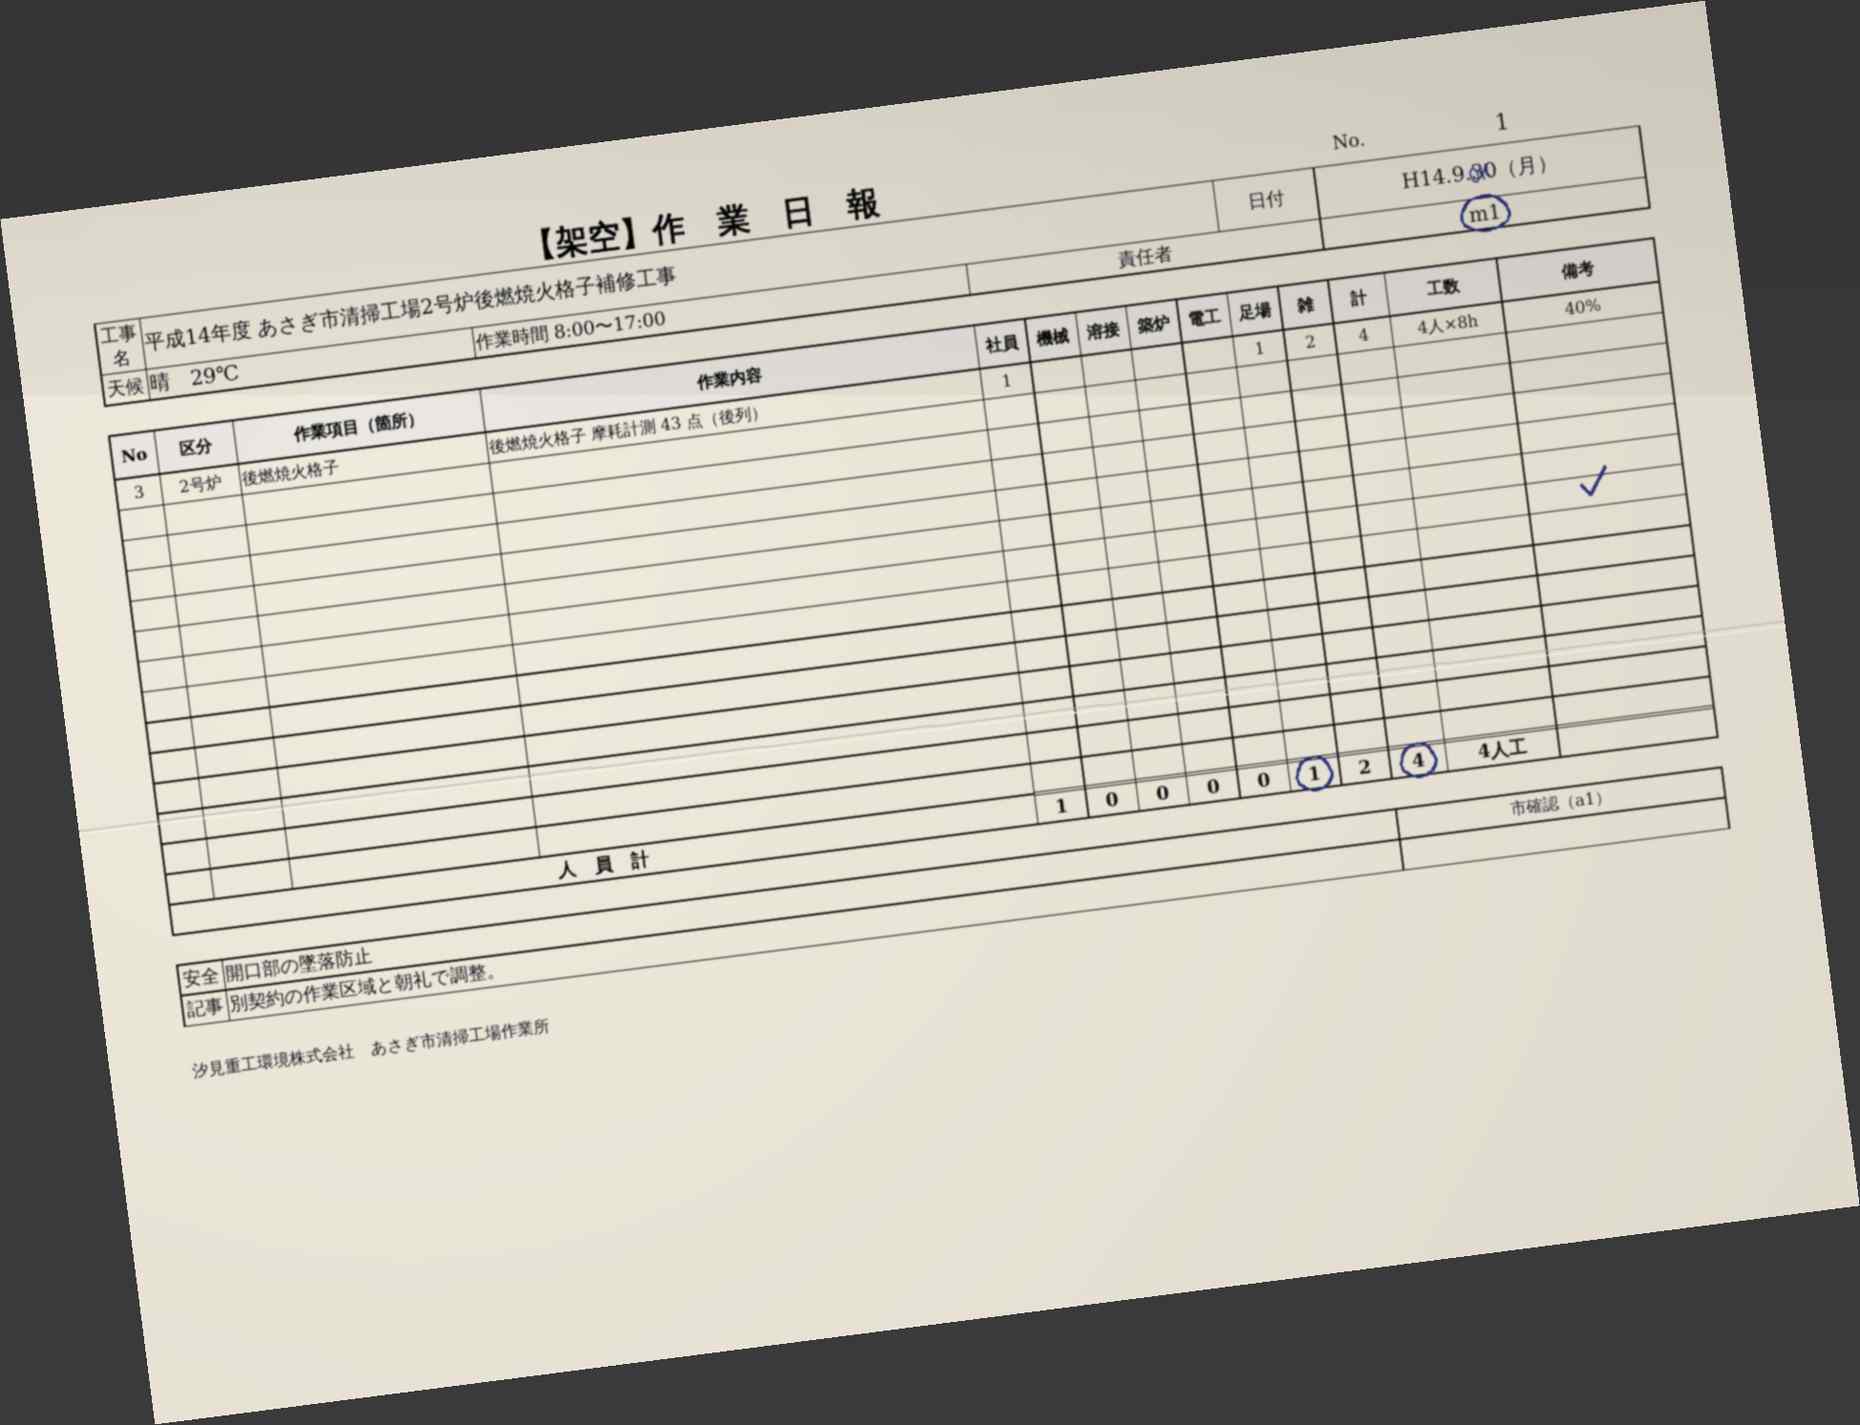 No. 1
【架空】作 業 日 報
工事名 平成14年度 あさぎ市清掃工場2号炉後燃焼火格子補修工事 日付 H14.9.30（月）
天候 晴 29℃ 作業時間 8:00〜17:00 責任者 m1
No 区分 作業項目（箇所） 作業内容 社員 機械 溶接 築炉 電工 足場 雑 計 工数 備考
3 2号炉 後燃焼火格子 後燃焼火格子 摩耗計測 43 点（後列） 1 1 2 4 4人×8h 40%
人 員 計 1 0 0 0 0 1 2 4 4人工
安全 開口部の墜落防止 市確認（a1）
記事 別契約の作業区域と朝礼で調整。
汐見重工環境株式会社 あさぎ市清掃工場作業所